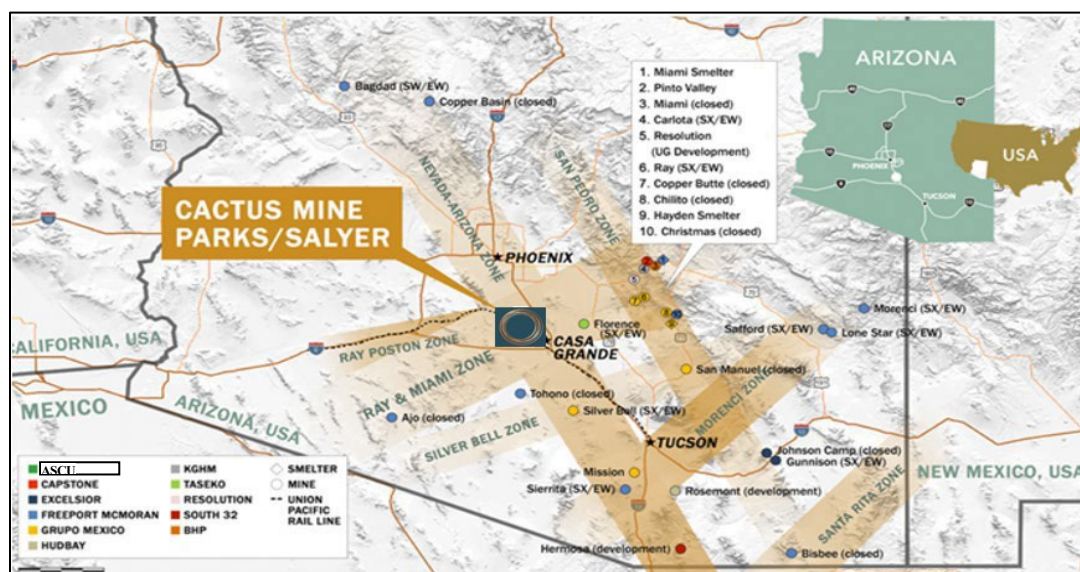 Bagdad (SW/EW)
Copper Basin (closed)
NEVADA-ARIZONA ZONE
SAN PEDRO ZONE
1. Miami Smelter
2. Pinto Valley
3. Miami (closed)
4. Carlota (SX/EW)
5. Resolution
(UG Development)
6. Ray (SX/EW)
7. Copper Butte (closed)
8. Chilito (closed)
9. Hayden Smelter
10. Christmas (closed)
ARIZONA
PHOENIX
TUCSON
USA
CACTUS MINE
PARKS/SALYER
PHOENIX
Florence
(SX/EW)
CASA
GRANDE
Morenci (SX/EW)
Safford (SX/EW)
Lone Star (SX/EW)
CALIFORNIA, USA
MEXICO
ARIZONA, USA
RAY POSTON ZONE
RAY & MIAMI ZONE
SILVER BELL ZONE
San Manuel (closed)
MORENCI ZONE
Tohono (closed)
Ajo (closed)
Silver Bell (SX/EW)
TUCSON
Johnson Camp (closed)
Gunnison (SX/EW)
NEW MEXICO, USA
Mission
Sierrita (SX/EW)
Rosemont (development)
SANTA RITA ZONE
Hermosa (development)
Bisbee (closed)
ASCU
CAPSTONE
EXCELSIOR
FREEPORT MCMORAN
GRUPO MEXICO
HUDBAY
KGHM
TASEKO
RESOLUTION
SOUTH 32
BHP
SMELTER
MINE
UNION
PACIFIC
RAIL LINE